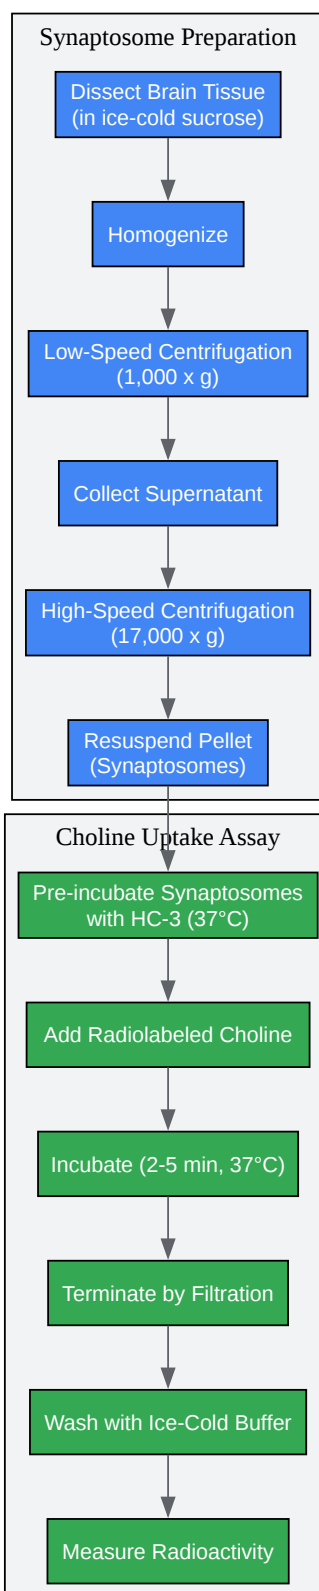 Synaptosome Preparation
Dissect Brain Tissue
(in ice-cold sucrose)
Homogenize
Low-Speed Centrifugation
(1,000 x g)
Collect Supernatant
High-Speed Centrifugation
(17,000 x g)
Resuspend Pellet
(Synaptosomes)
Choline Uptake Assay
Pre-incubate Synaptosomes
with HC-3 (37°C)
Add Radiolabeled Choline
Incubate (2-5 min, 37°C)
Terminate by Filtration
Wash with Ice-Cold Buffer
Measure Radioactivity